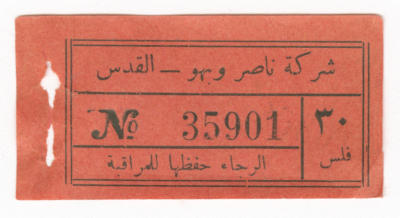 شركة ناصر وبهو — القدس
№ 35901
٣٠
فلس
الرجاء حفظها للمراقبة